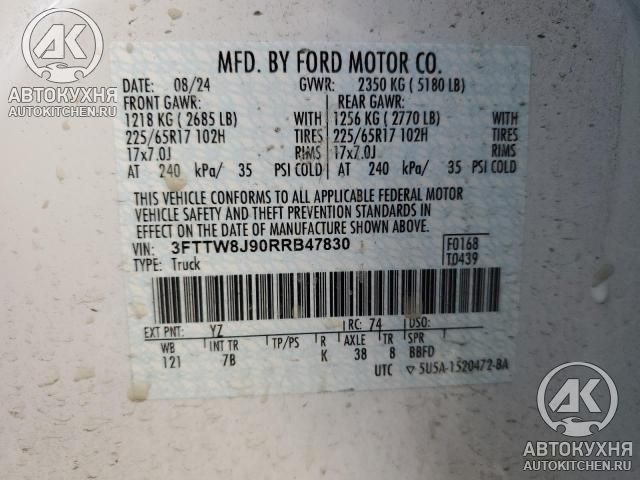 AK
АВТОКУХНЯ
AUTOKITCHEN.RU
MFD. BY FORD MOTOR CO.
DATE: 08/24 GVWR: 2350 KG ( 5180 LB)
FRONT GAWR: REAR GAWR:
1218 KG ( 2685 LB) WITH 1256 KG ( 2770 LB) WITH
225/65R17 102H TIRES 225/65R17 102H TIRES
17x7.0J RIMS 17x7.0J RIMS
AT 240 kPa/ 35 PSI COLD AT 240 kPa/ 35 PSI COLD
THIS VEHICLE CONFORMS TO ALL APPLICABLE FEDERAL MOTOR
VEHICLE SAFETY AND THEFT PREVENTION STANDARDS IN
EFFECT ON THE DATE OF MANUFACTURE SHOWN ABOVE.
VIN: 3FTTW8J90RRB47830 F0168
TYPE: Truck T0439
EXT PNT: YZ RC: 74 DSO:
WB INT TR TP/PS R AXLE TR SPR
121 7B K 38 8 BBFD
UTC ▽ 5U5A-1520472-BA
AK
АВТОКУХНЯ
AUTOKITCHEN.RU